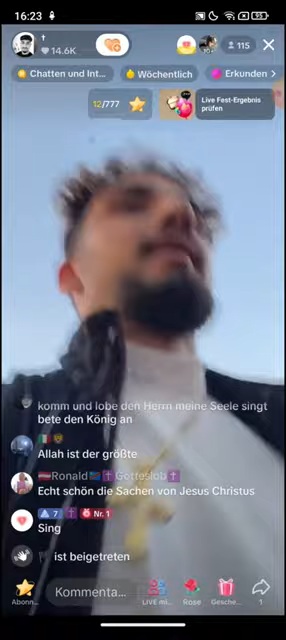 16:23
95
†
14.6K
20+
115
Chatten und Int...
Wöchentlich
Erkunden
12/777
Live Fest-Ergebnis
prüfen
komm und lobe den Herrn meine Seele singt
bete den König an
Allah ist der größte
Ronald Gotteslob
Echt schön die Sachen von Jesus Christus
7 Nr. 1
Sing
ist beigetreten
Abonn...
Kommenta...
LIVE mi...
Rose
Gesche...
1